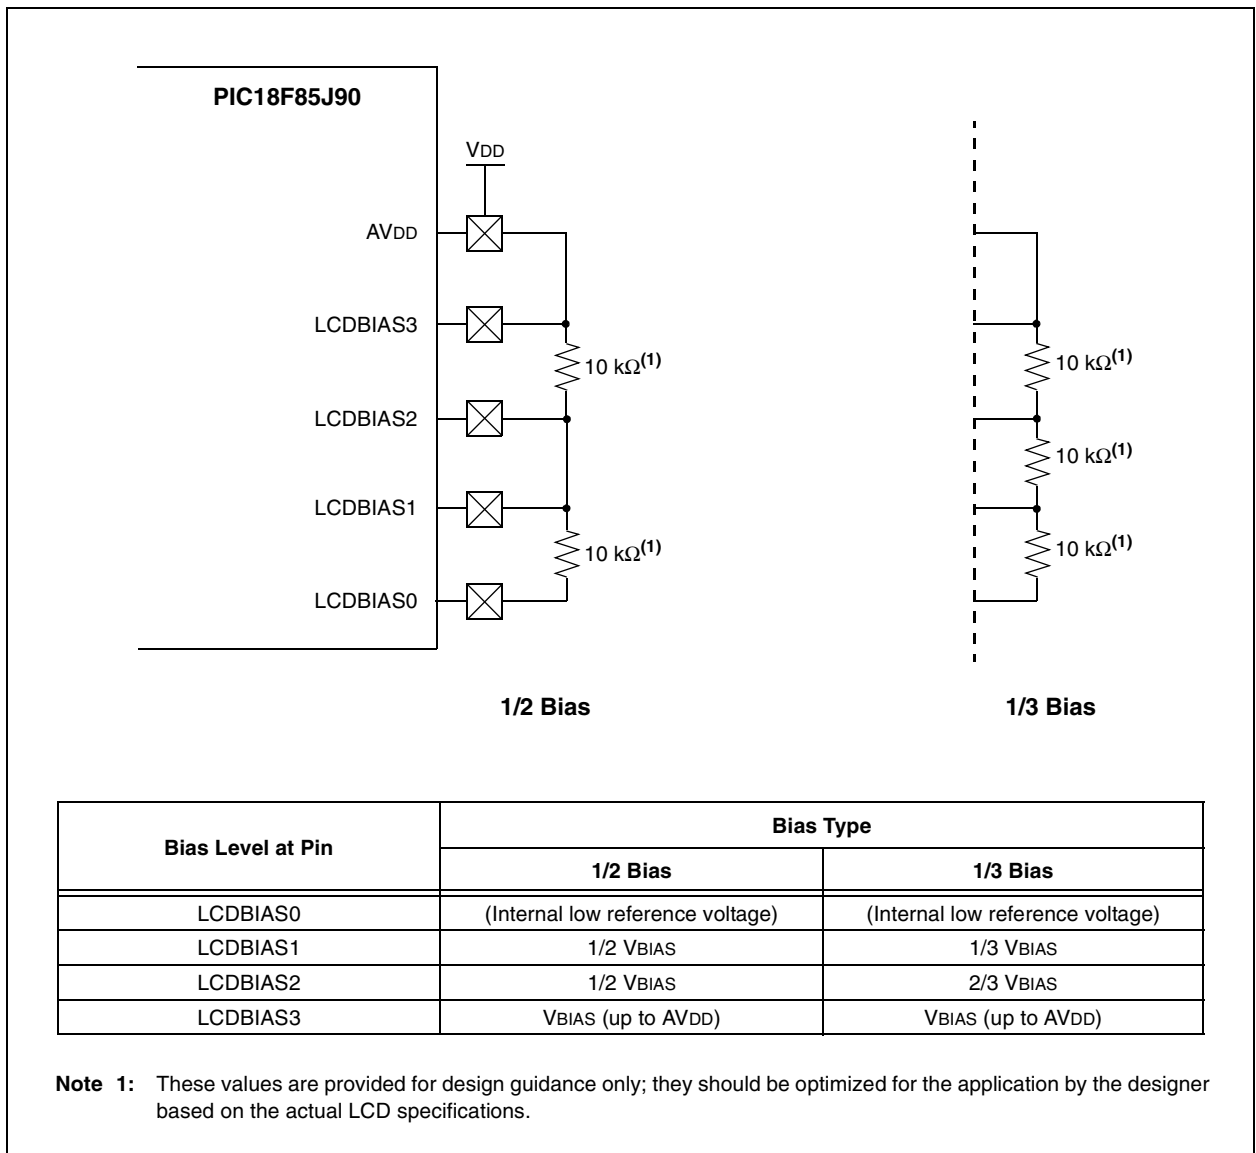 PIC18F85J90
VDD
AVDD
LCDBIAS3
10 kΩ(1)
10 kΩ(1)
LCDBIAS2
10 kΩ(1)
LCDBIAS1
10 kΩ(1)
10 kΩ(1)
LCDBIAS0
1/2 Bias
1/3 Bias
Bias Level at Pin
Bias Type
1/2 Bias
1/3 Bias
LCDBIAS0
(Internal low reference voltage)
(Internal low reference voltage)
LCDBIAS1
1/2 VBIAS
1/3 VBIAS
LCDBIAS2
1/2 VBIAS
2/3 VBIAS
LCDBIAS3
VBIAS (up to AVDD)
VBIAS (up to AVDD)
Note 1: These values are provided for design guidance only; they should be optimized for the application by the designer
based on the actual LCD specifications.